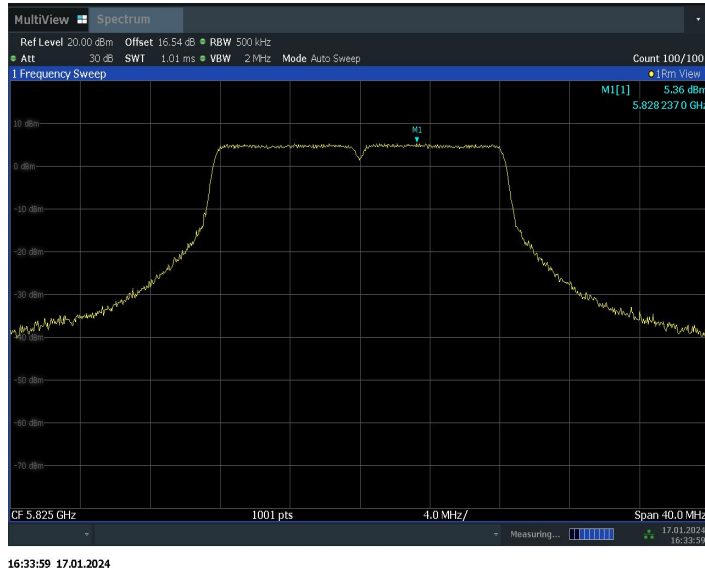 MultiView Spectrum
Ref Level 20.00 dBm Offset 16.54 dB RBW 500 kHz
Att 30 dB SWT 1.01 ms VBW 2 MHz Mode Auto Sweep Count 100/100
1 Frequency Sweep 1Rm View
M1[1] 5.36 dBm
5.828 237 0 GHz
10 dBm
M1
0 dBm
-10 dBm
-20 dBm
-30 dBm
-40 dBm
-50 dBm
-60 dBm
-70 dBm
CF 5.825 GHz 1001 pts 4.0 MHz/ Span 40.0 MHz
Measuring... 17.01.2024
16:33:59
16:33:59 17.01.2024